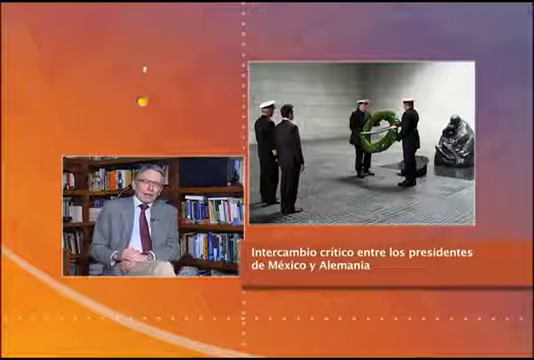 Intercambio crítico entre los presidentes
de México y Alemania